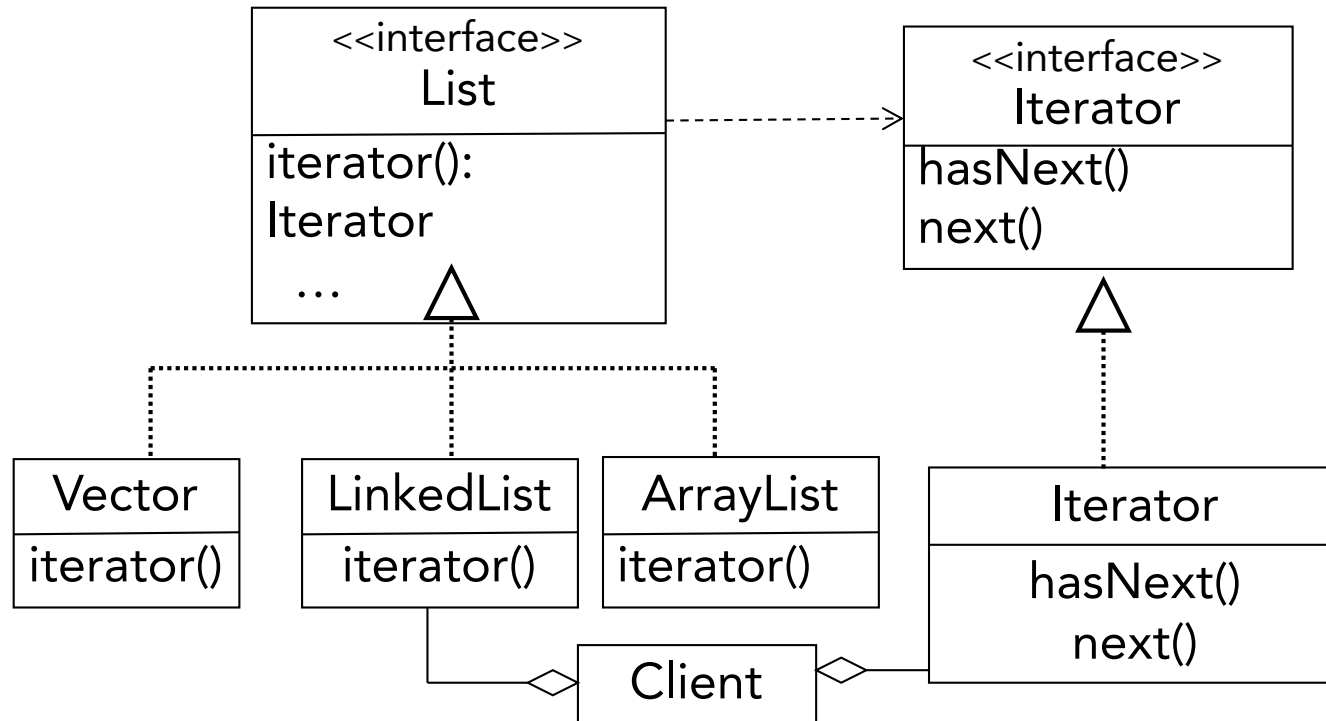 <<interface>>
List
iterator():
Iterator
...
<<interface>>
Iterator
hasNext()
next()
Vector
iterator()
LinkedList
iterator()
ArrayList
iterator()
Iterator
hasNext()
next()
Client